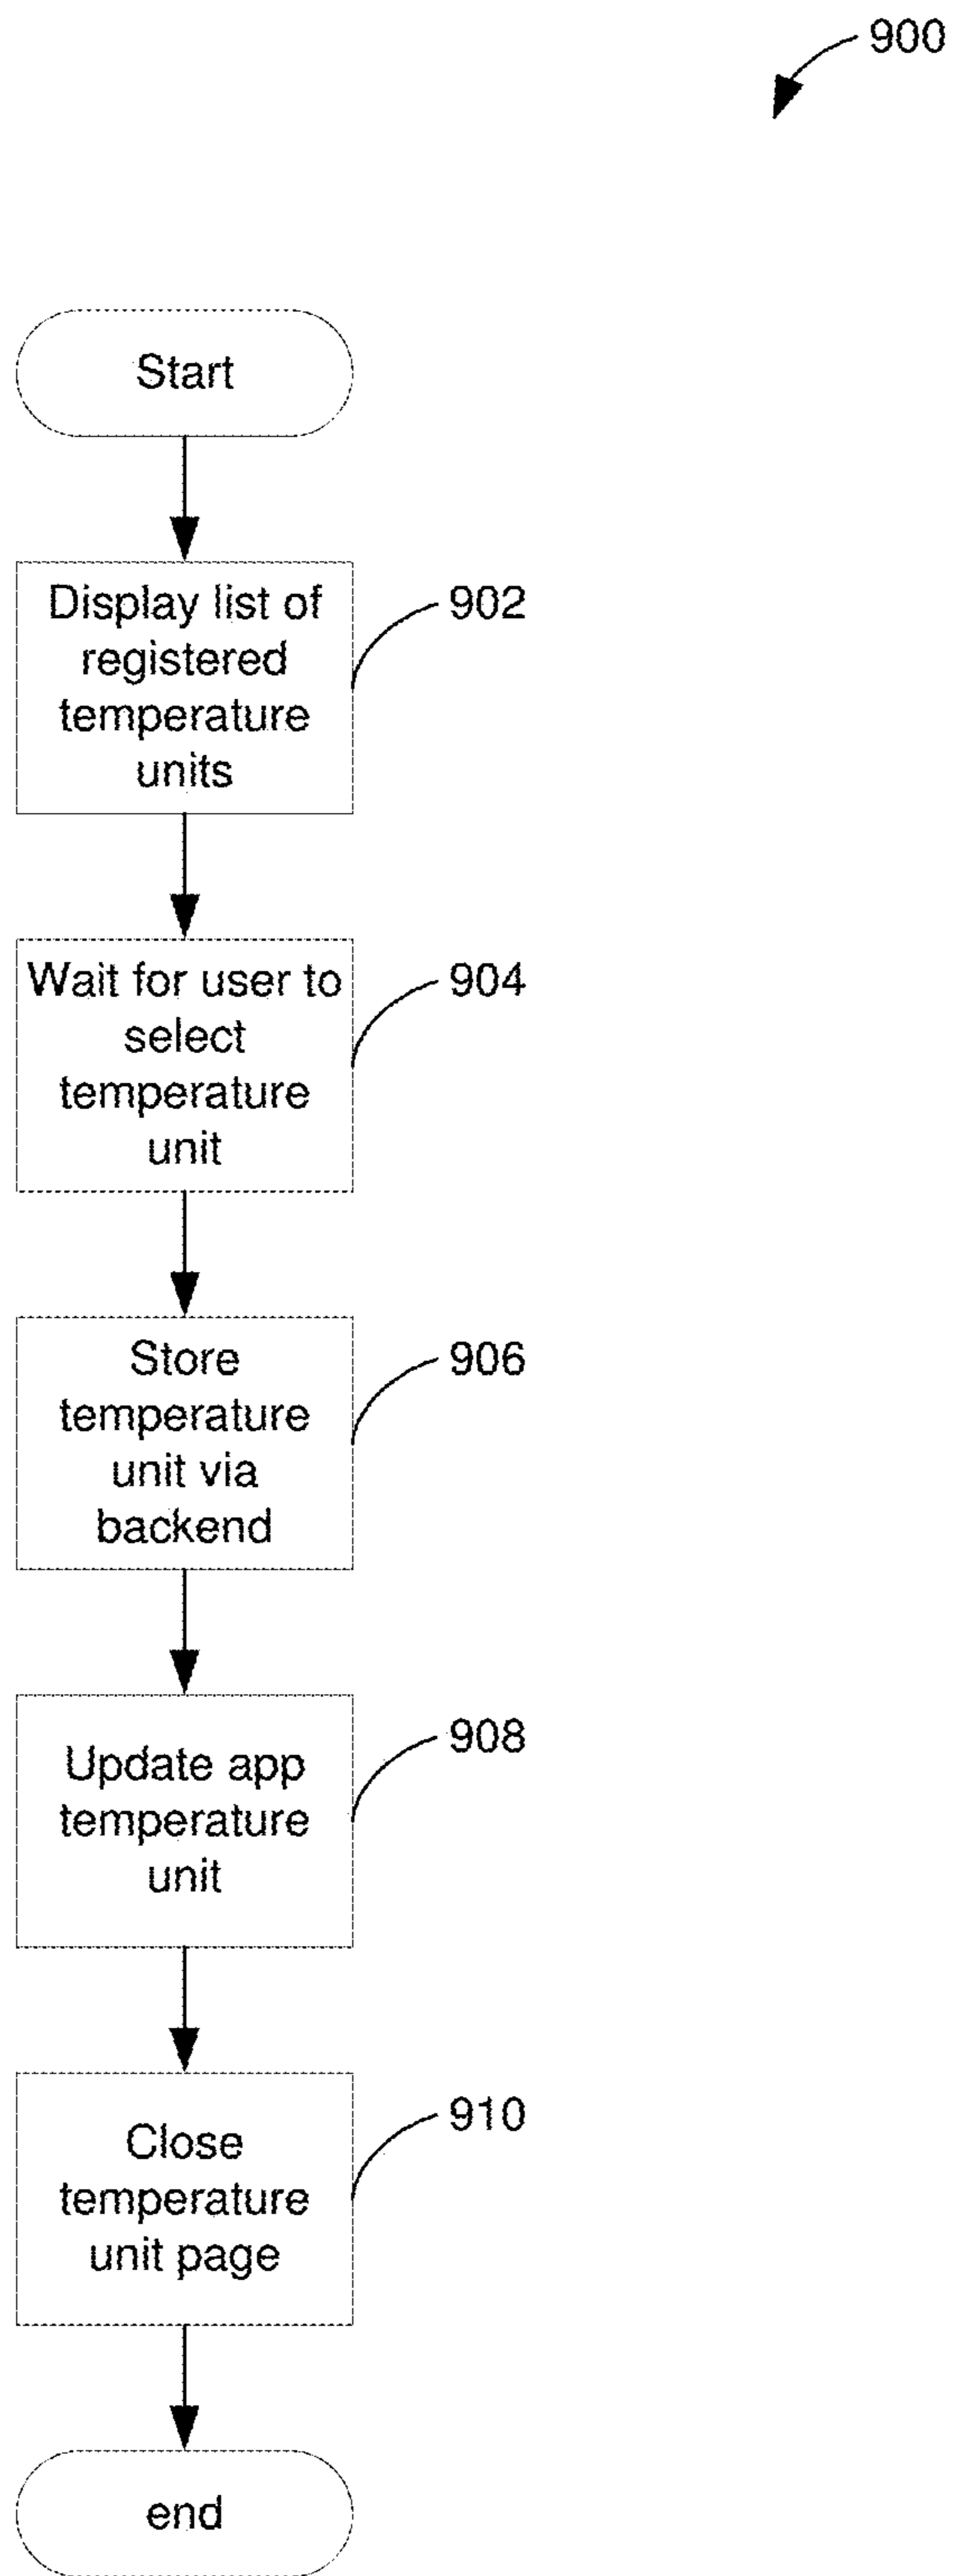 900
Start
Display list of
registered
temperature
units
902
Wait for user to
select
temperature
unit
904
Store
temperature
unit via
backend
906
Update app
temperature
unit
908
Close
temperature
unit page
910
end